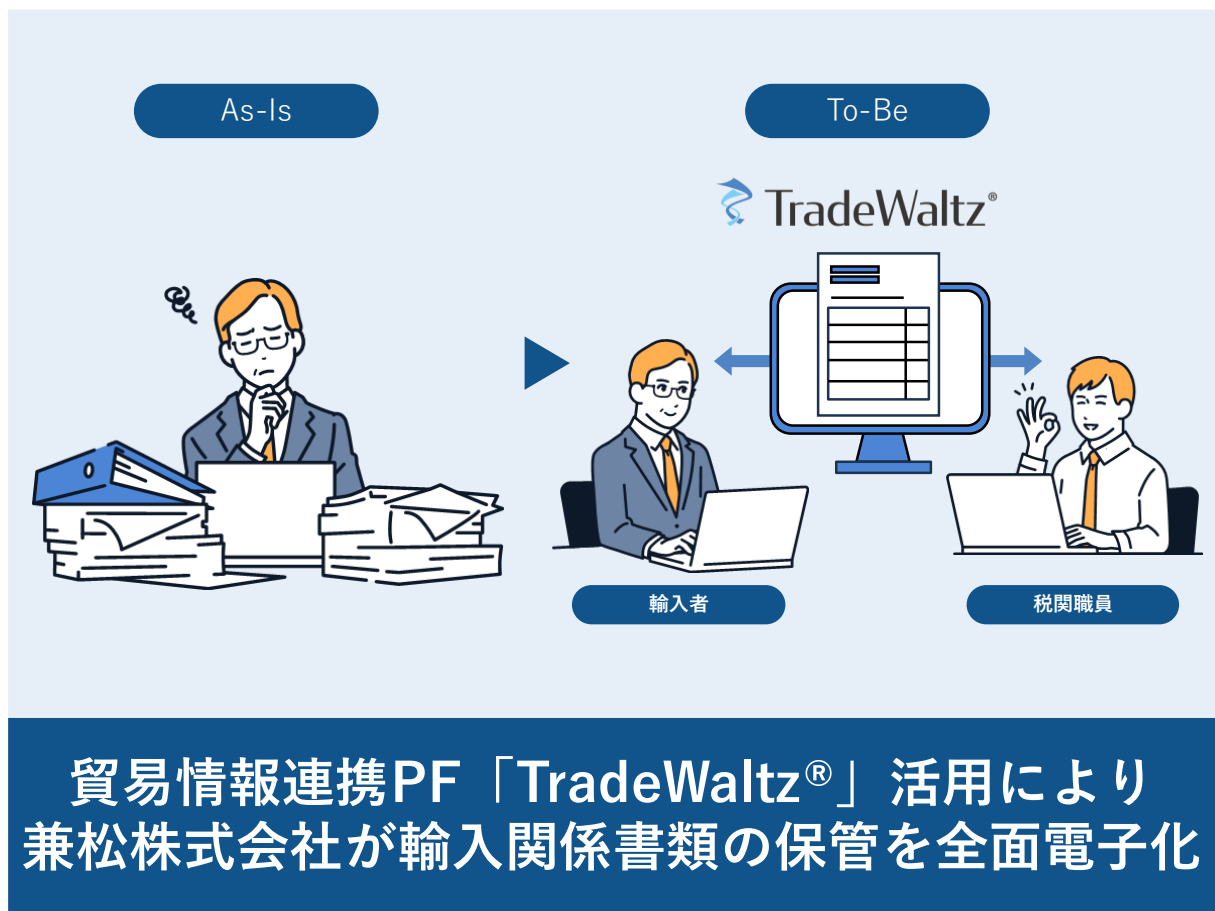 As-Is
To-Be
TradeWaltz®
輸入者
税関職員
貿易情報連携PF「TradeWaltz®」活用により
兼松株式会社が輸入関係書類の保管を全面電子化